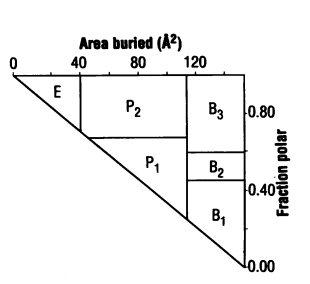 Area buried (Å²)
0 40 80 120
E P₂ B₃
0.80
P₁ B₂
0.40
B₁
0.00
Fraction polar